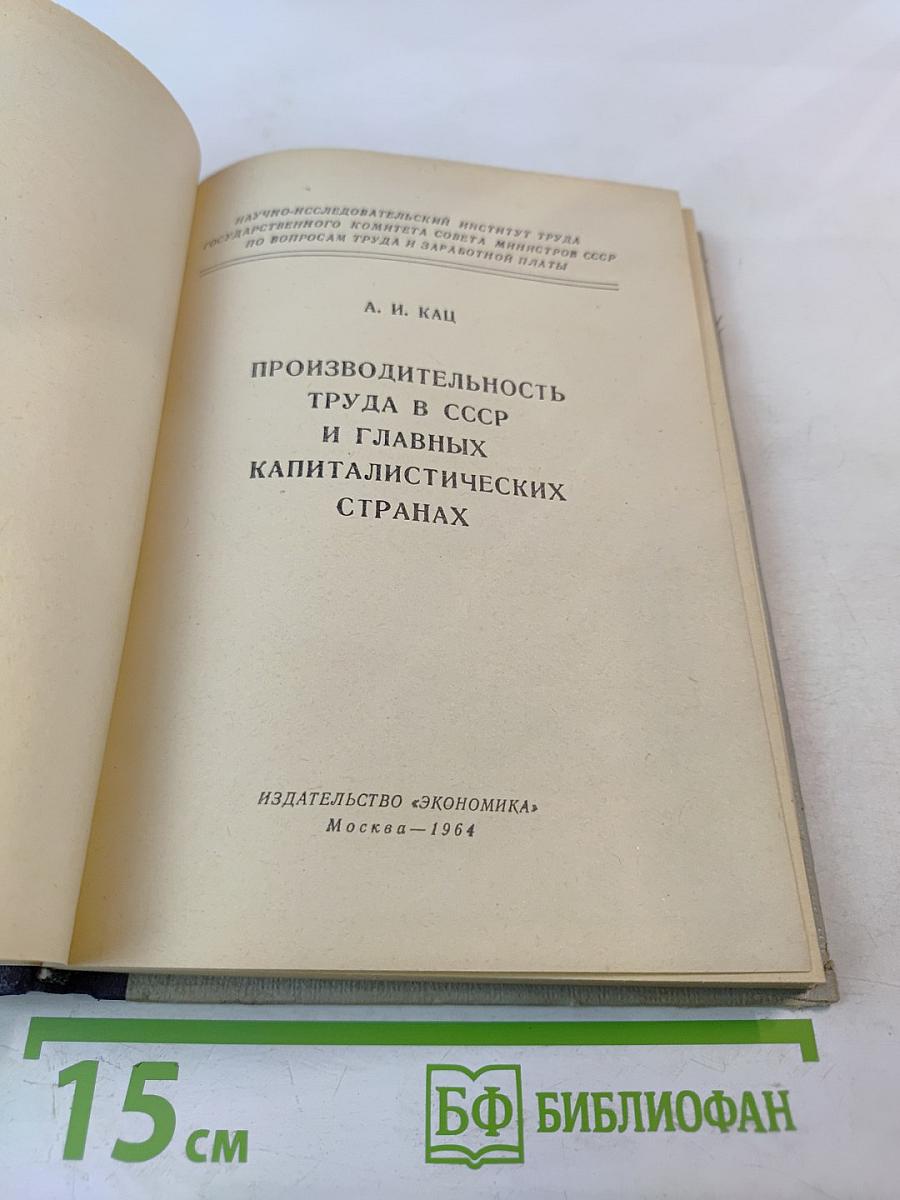 НАУЧНО-ИССЛЕДОВАТЕЛЬСКИЙ ИНСТИТУТ ТРУДА
ГОСУДАРСТВЕННОГО КОМИТЕТА СОВЕТА МИНИСТРОВ СССР
ПО ВОПРОСАМ ТРУДА И ЗАРАБОТНОЙ ПЛАТЫ
А. И. КАЦ
ПРОИЗВОДИТЕЛЬНОСТЬ
ТРУДА В СССР
И ГЛАВНЫХ
КАПИТАЛИСТИЧЕСКИХ
СТРАНАХ
ИЗДАТЕЛЬСТВО «ЭКОНОМИКА»
Москва—1964
15 см
БФ БИБЛИОФАН